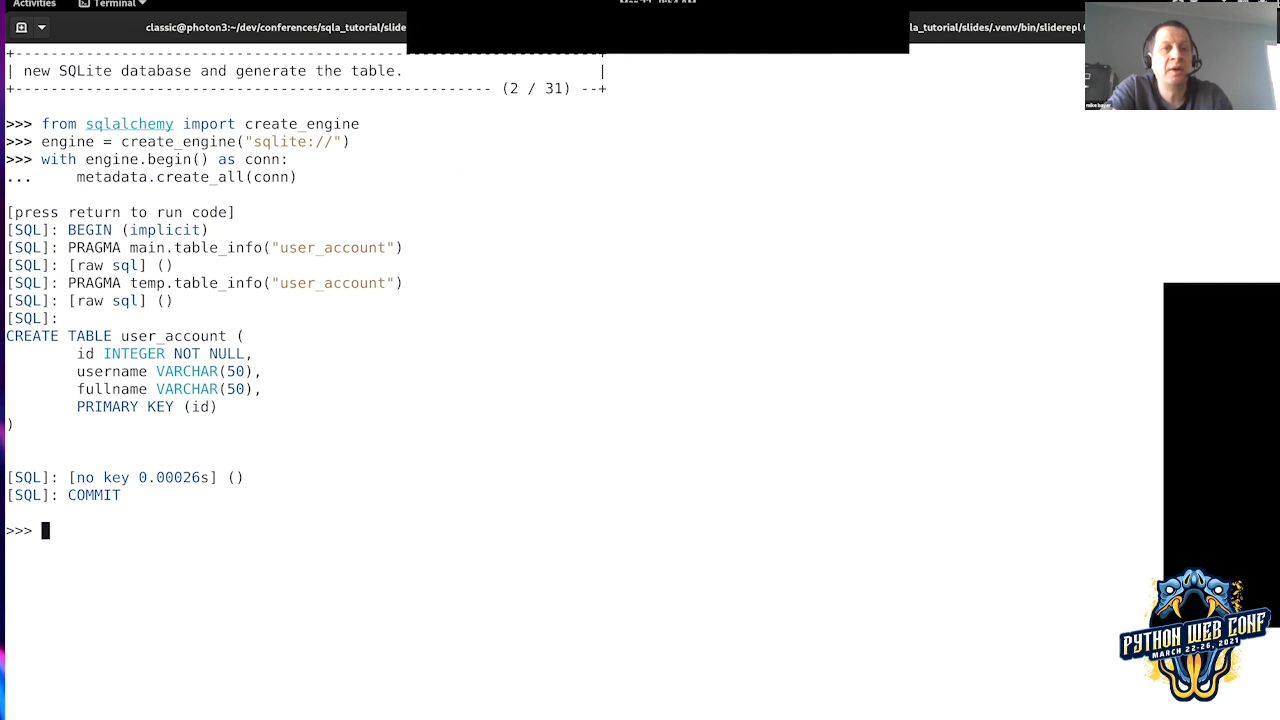 Activities Terminal
classic@photon3:~/dev/conferences/sqla_tutorial/slide
la_tutorial/slides/.venv/bin/sliderepl
mike bayer
+------------------------------------------------------------------+
| new SQLite database and generate the table. |
+------------------------------------------------------ (2 / 31) --+
>>> from sqlalchemy import create_engine
>>> engine = create_engine("sqlite://")
>>> with engine.begin() as conn:
... metadata.create_all(conn)
[press return to run code]
[SQL]: BEGIN (implicit)
[SQL]: PRAGMA main.table_info("user_account")
[SQL]: [raw sql] ()
[SQL]: PRAGMA temp.table_info("user_account")
[SQL]: [raw sql] ()
[SQL]:
CREATE TABLE user_account (
id INTEGER NOT NULL,
username VARCHAR(50),
fullname VARCHAR(50),
PRIMARY KEY (id)
)
[SQL]: [no key 0.00026s] ()
[SQL]: COMMIT
>>>
PYTHON WEB CONF
MARCH 22-26, 2021